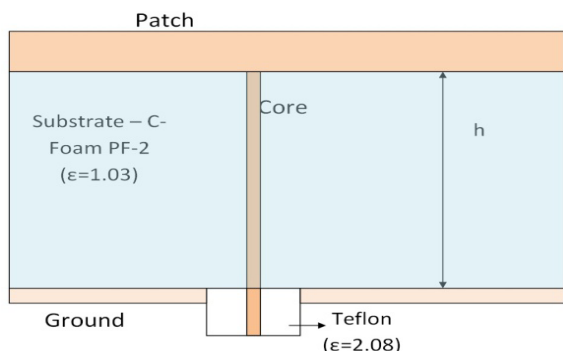 Patch
Core
Substrate – C-
Foam PF-2
(ε=1.03)
h
Ground
Teflon
(ε=2.08)